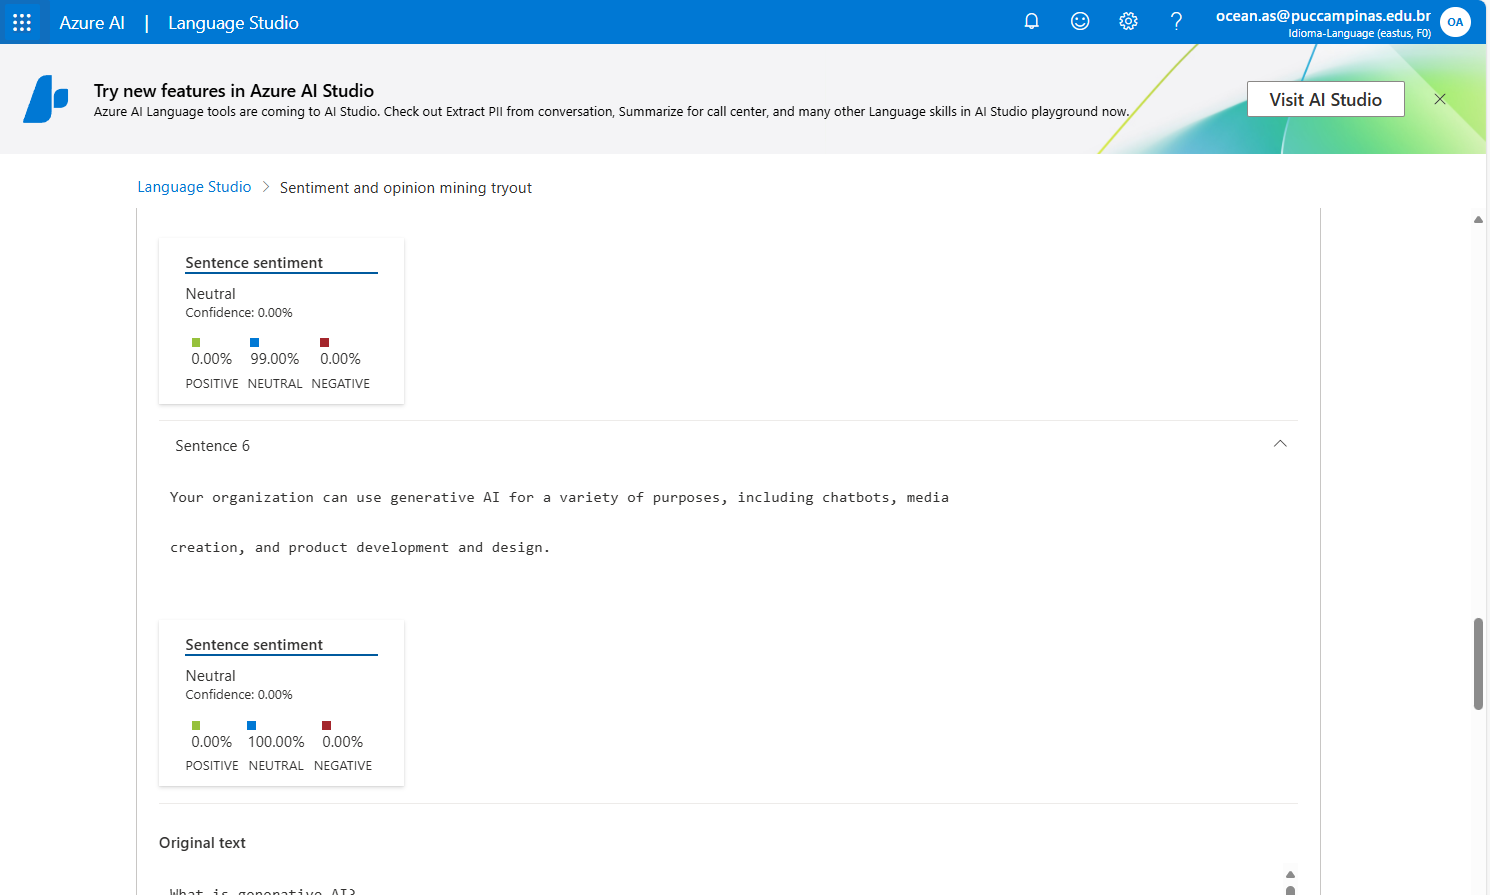 Azure AI | Language Studio
ocean.as@puccampinas.edu.br
Idioma-Language (eastus, F0)
OA
Try new features in Azure AI Studio
Azure AI Language tools are coming to AI Studio. Check out Extract PII from conversation, Summarize for call center, and many other Language skills in AI Studio playground now.
Visit AI Studio
Language Studio > Sentiment and opinion mining tryout
Sentence sentiment
Neutral
Confidence: 0.00%
0.00% 99.00% 0.00%
POSITIVE NEUTRAL NEGATIVE
Sentence 6
Your organization can use generative AI for a variety of purposes, including chatbots, media
creation, and product development and design.
Sentence sentiment
Neutral
Confidence: 0.00%
0.00% 100.00% 0.00%
POSITIVE NEUTRAL NEGATIVE
Original text
What is generative AI?